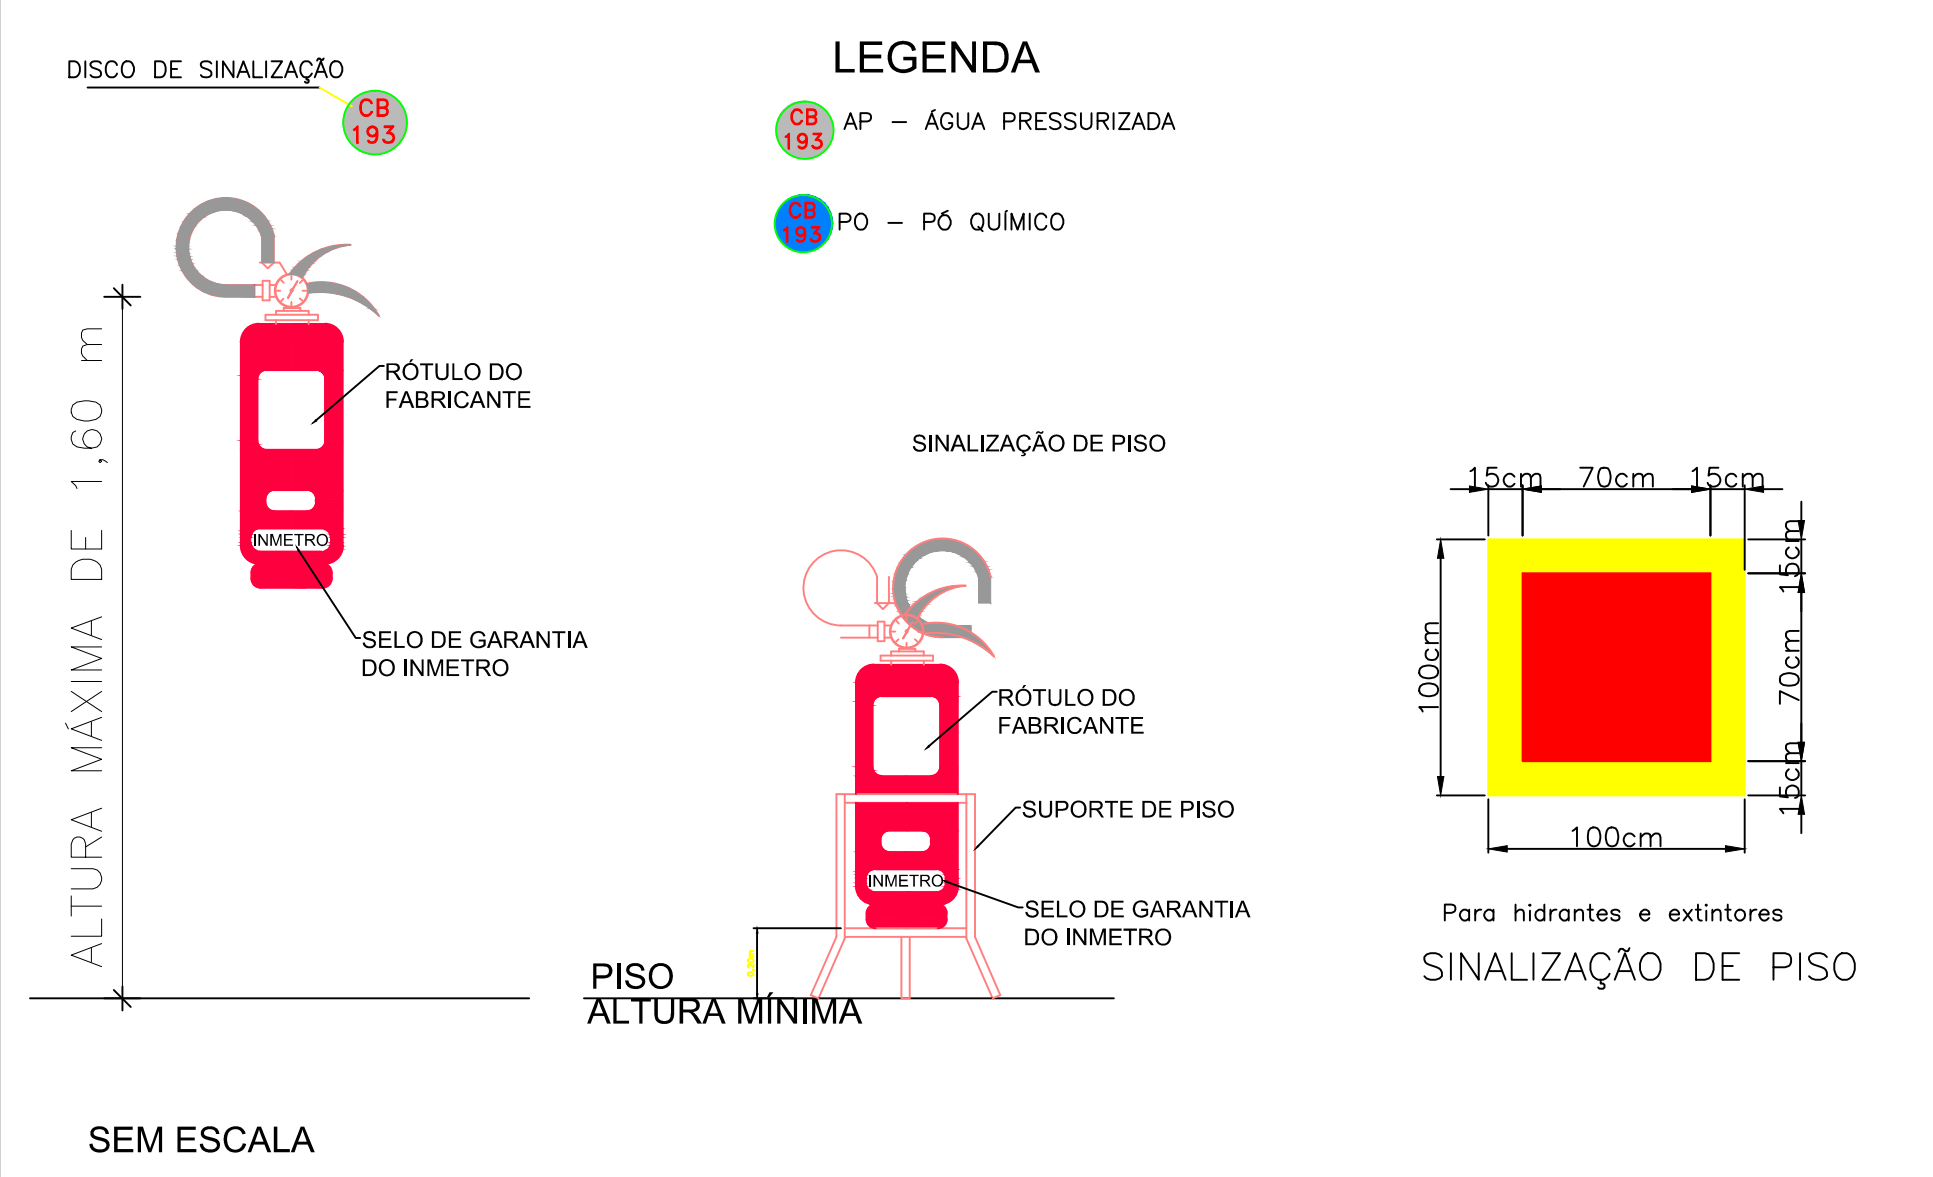 DISCO DE SINALIZAÇÃO
CB
193
LEGENDA
CB
193
AP – ÁGUA PRESSURIZADA
CB
193
PO – PÓ QUÍMICO
ALTURA MÁXIMA DE 1,60 m
RÓTULO DO
FABRICANTE
INMETRO
SELO DE GARANTIA
DO INMETRO
SINALIZAÇÃO DE PISO
RÓTULO DO
FABRICANTE
SUPORTE DE PISO
INMETRO
SELO DE GARANTIA
DO INMETRO
0,20m
PISO
ALTURA MÍNIMA
15cm
70cm
15cm
15cm
70cm
15cm
100cm
100cm
Para hidrantes e extintores
SINALIZAÇÃO DE PISO
SEM ESCALA